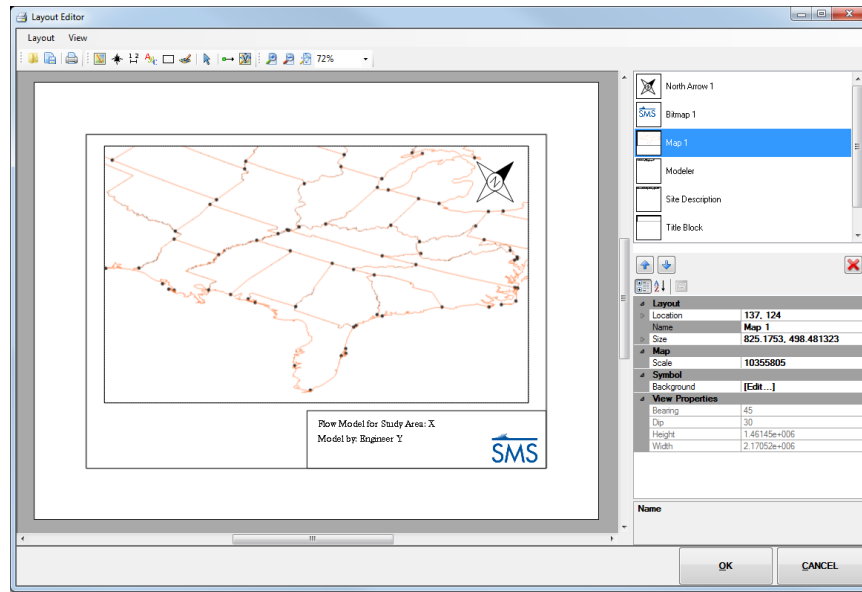 Layout Editor
Layout View
72%
North Arrow 1
SMS Bitmap 1
Map 1
Modeler
Site Description
Title Block
N
Layout
Location 137, 124
Name Map 1
Size 825.1753, 498.481323
Map
Scale 10355805
Symbol
Background [Edit...]
View Properties
Bearing 45
Dip 30
Height 1.46145e+006
Width 2.17052e+006
Flow Model for Study Area: X
Model by: Engineer Y
SMS
Name
OK CANCEL